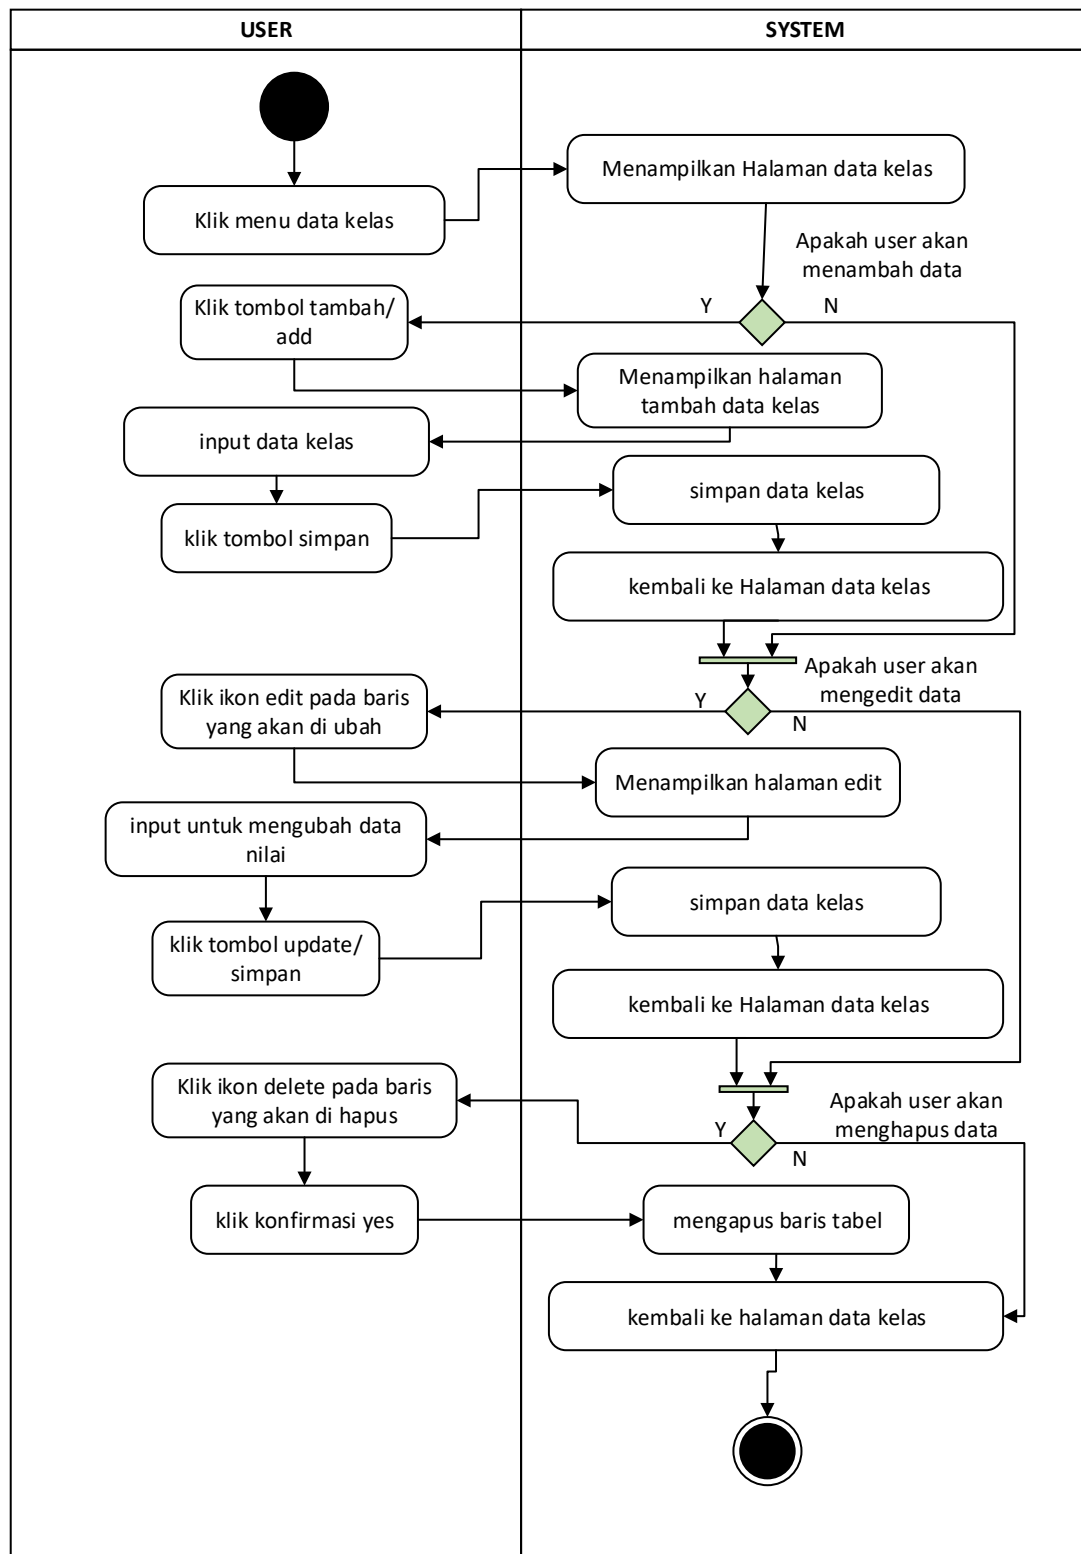 USER
SYSTEM
Menampilkan Halaman data kelas
Klik menu data kelas
Apakah user akan
menambah data
Y
N
Klik tombol tambah/
add
Menampilkan halaman
tambah data kelas
input data kelas
simpan data kelas
klik tombol simpan
kembali ke Halaman data kelas
Apakah user akan
mengedit data
Klik ikon edit pada baris
yang akan di ubah
Y
N
Menampilkan halaman edit
input untuk mengubah data
nilai
simpan data kelas
klik tombol update/
simpan
kembali ke Halaman data kelas
Klik ikon delete pada baris
yang akan di hapus
Apakah user akan
menghapus data
Y
N
klik konfirmasi yes
mengapus baris tabel
kembali ke halaman data kelas